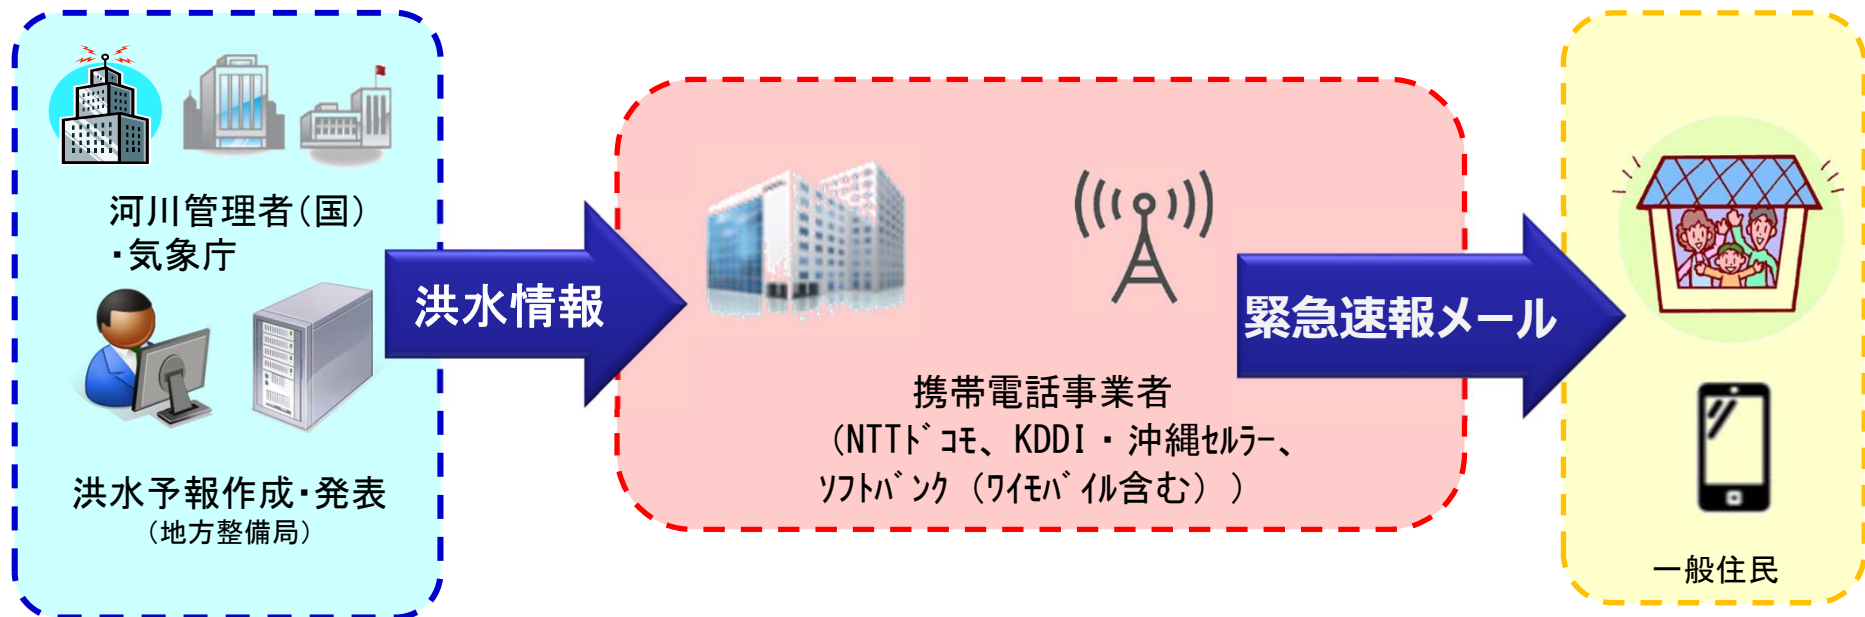 河川管理者（国）
・気象庁
洪水予報作成・発表
（地方整備局）
洪水情報
携帯電話事業者
（NTTﾄﾞｺﾓ、KDDI・沖縄ｾﾙﾗｰ、
ｿﾌﾄﾊﾞﾝｸ（ﾜｲﾓﾊﾞｲﾙ含む））
緊急速報メール
一般住民